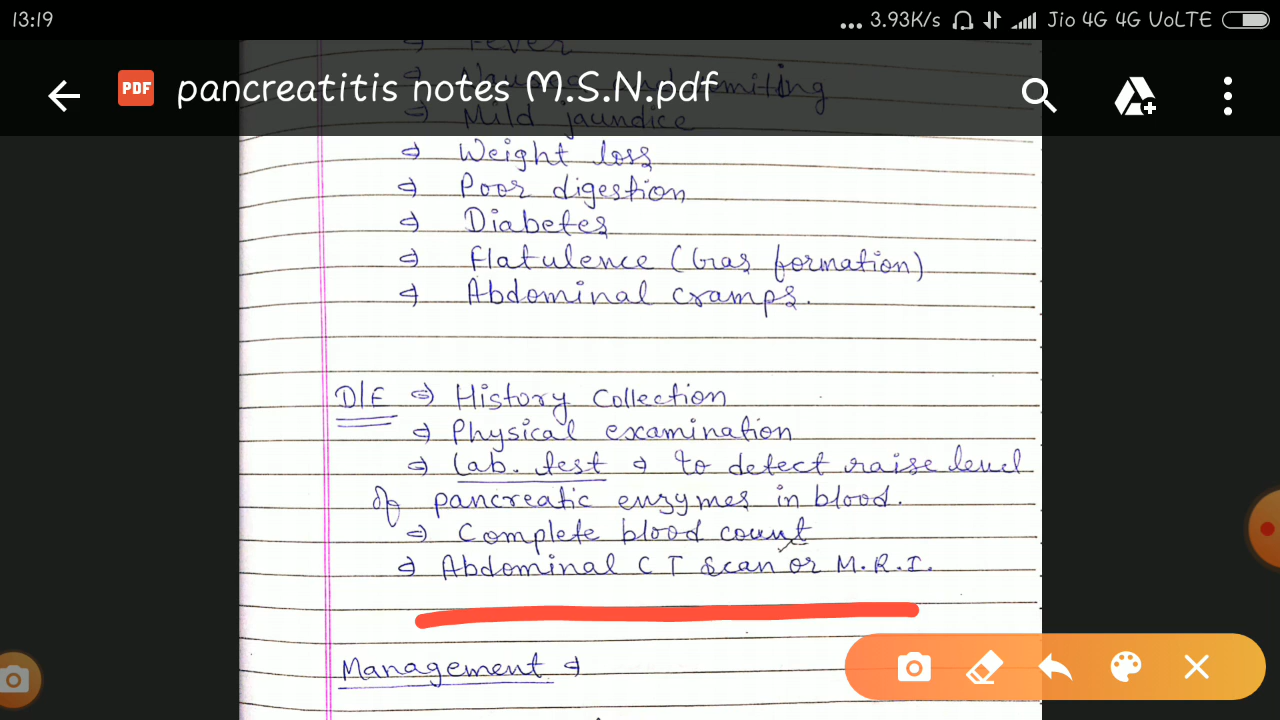 13:19
... 3.93K/s Jio 4G 4G VoLTE
Fever
PDF pancreatitis notes M.S.N.pdf
Mild jaundice
⇒ Weight loss
⇒ Poor digestion
⇒ Diabetes
⇒ Flatulence (Gas formation)
⇒ Abdominal cramps.
D/E ⇒ History Collection
⇒ Physical examination
⇒ Lab. test ⇒ to detect raise level
of pancreatic enzymes in blood.
⇒ Complete blood count
⇒ Abdominal CT scan or M.R.I.
Management ⇒